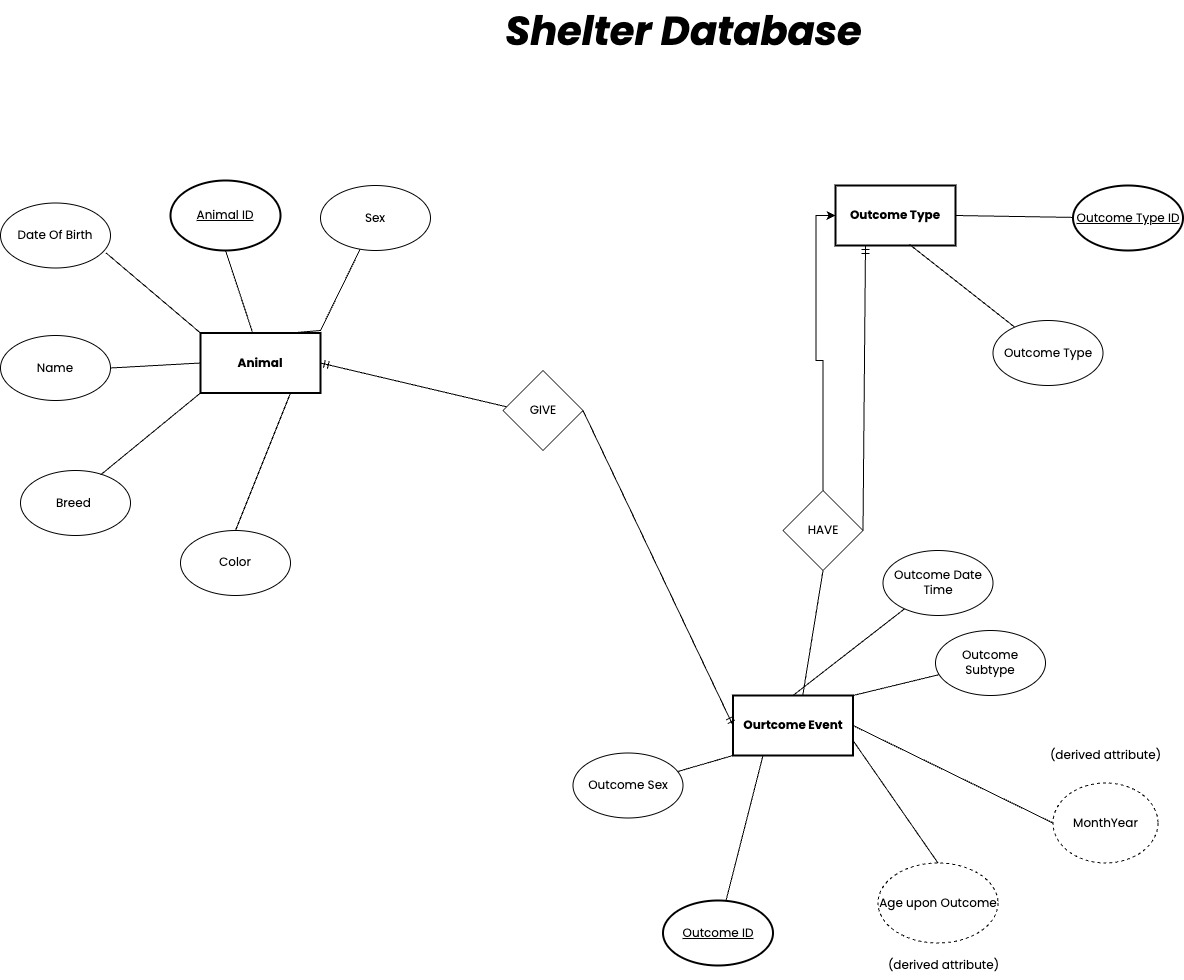 Shelter Database
Animal ID
Sex
Date Of Birth
Outcome Type
Outcome Type ID
Name
Animal
Outcome Type
GIVE
Breed
HAVE
Color
Outcome Date
Time
Outcome
Subtype
Ourtcome Event
(derived attribute)
Outcome Sex
MonthYear
Age upon Outcome
Outcome ID
(derived attribute)